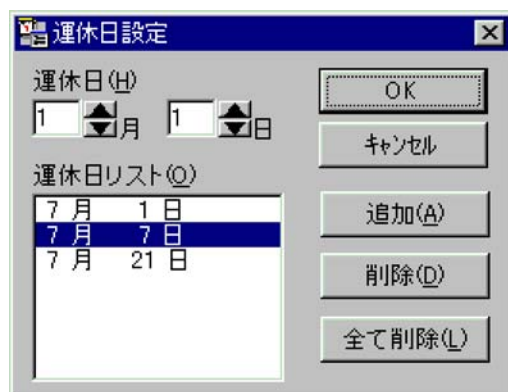 運休日設定
運休日(H)
1 月 1 日
運休日リスト(O)
7 月 1 日
7 月 7 日
7 月 21 日
OK
キャンセル
追加(A)
削除(D)
全て削除(L)